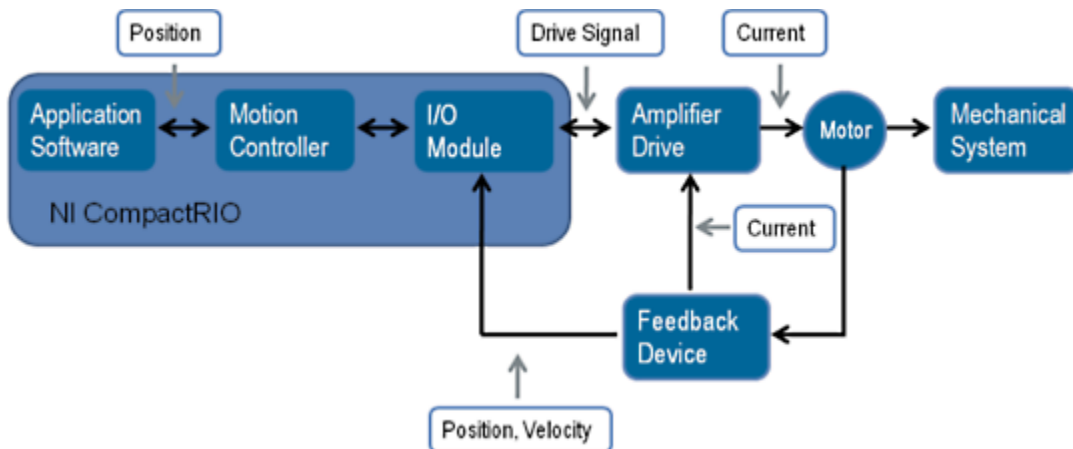 Position
Drive Signal
Current
Application
Software
Motion
Controller
I/O
Module
Amplifier
Drive
Motor
Mechanical
System
NI CompactRIO
Current
Feedback
Device
Position, Velocity